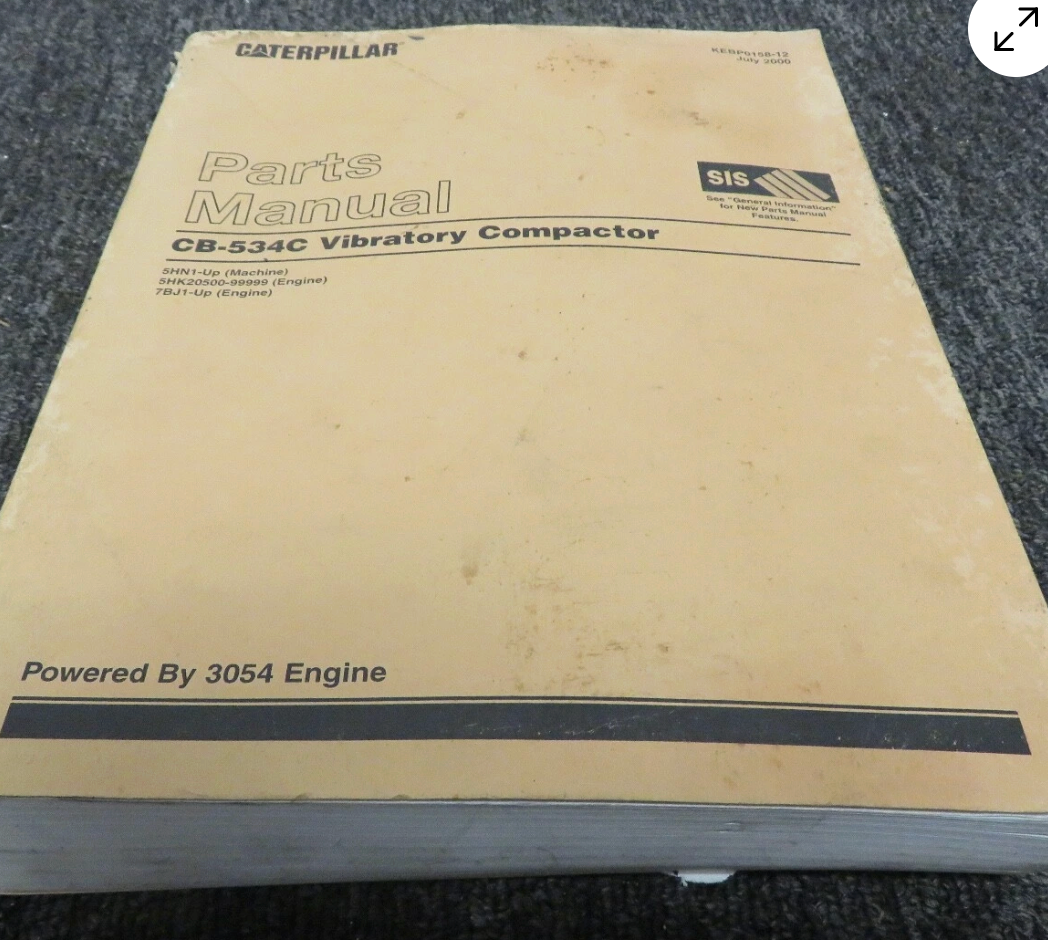 CATERPILLAR
KEBP0158-12
July 2000
Parts
Manual
SIS
See "General Information"
for New Parts Manual
Features.
CB-534C Vibratory Compactor
5HN1-Up (Machine)
5HK20500-99999 (Engine)
7BJ1-Up (Engine)
Powered By 3054 Engine